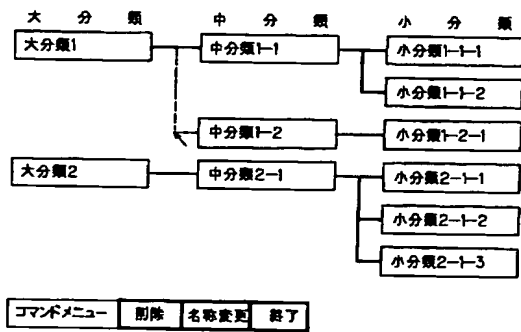 大分類 中分類 小分類
大分類1 中分類1-1 小分類1-1-1
小分類1-1-2
中分類1-2 小分類1-2-1
大分類2 中分類2-1 小分類2-1-1
小分類2-1-2
小分類2-1-3
コマンドメニュー 削除 名称変更 終了